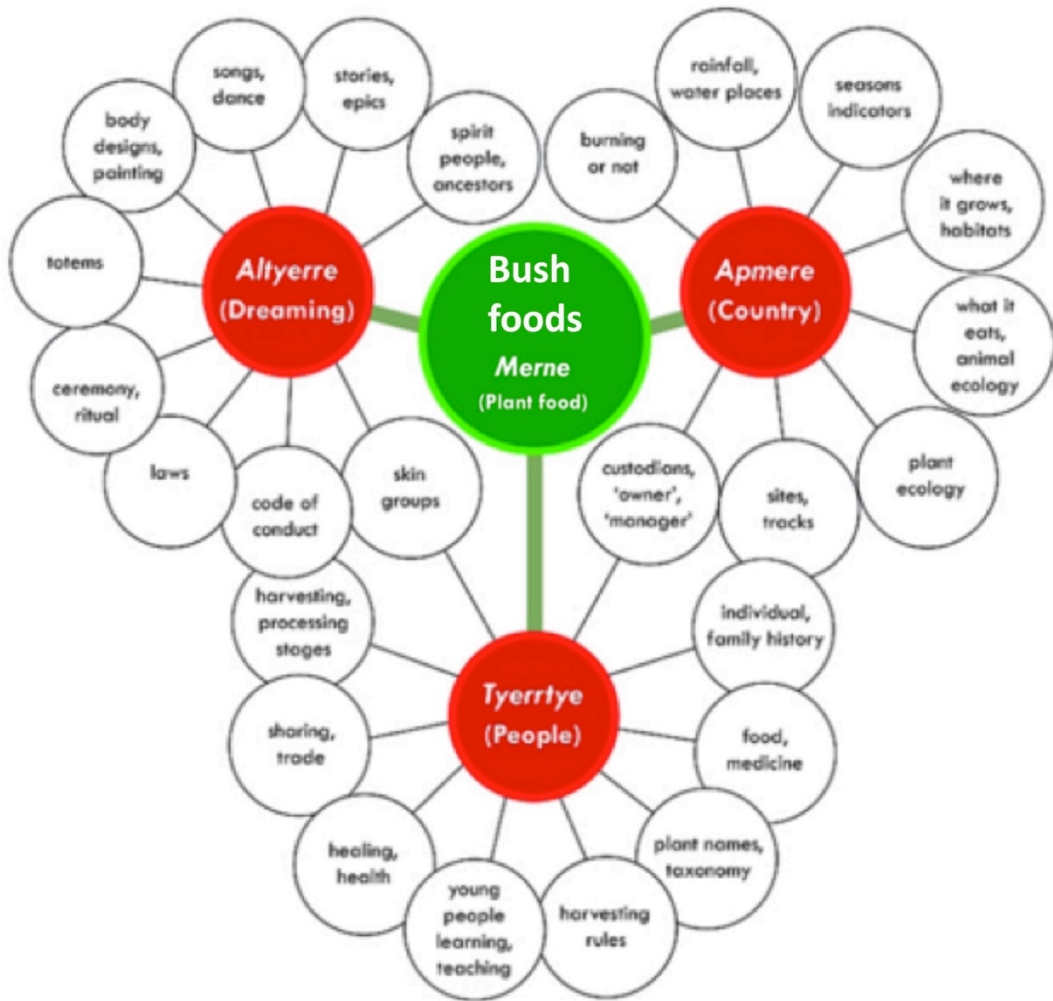 songs,
dance
stories,
epics
body
designs,
painting
spirit
people,
ancestors
totems
Altyerre
(Dreaming)
ceremony,
ritual
laws
code of
conduct
skin
groups
Bush
foods
Merne
(Plant food)
rainfall,
water places
seasons
indicators
burning
or not
where
it grows,
habitats
Apmere
(Country)
what it
eats,
animal
ecology
plant
ecology
sites,
tracks
custodians,
‘owner’,
‘manager’
harvesting,
processing
stages
individual,
family history
Tyerrtye
(People)
sharing,
trade
food,
medicine
healing,
health
plant names,
taxonomy
young
people
learning,
teaching
harvesting
rules